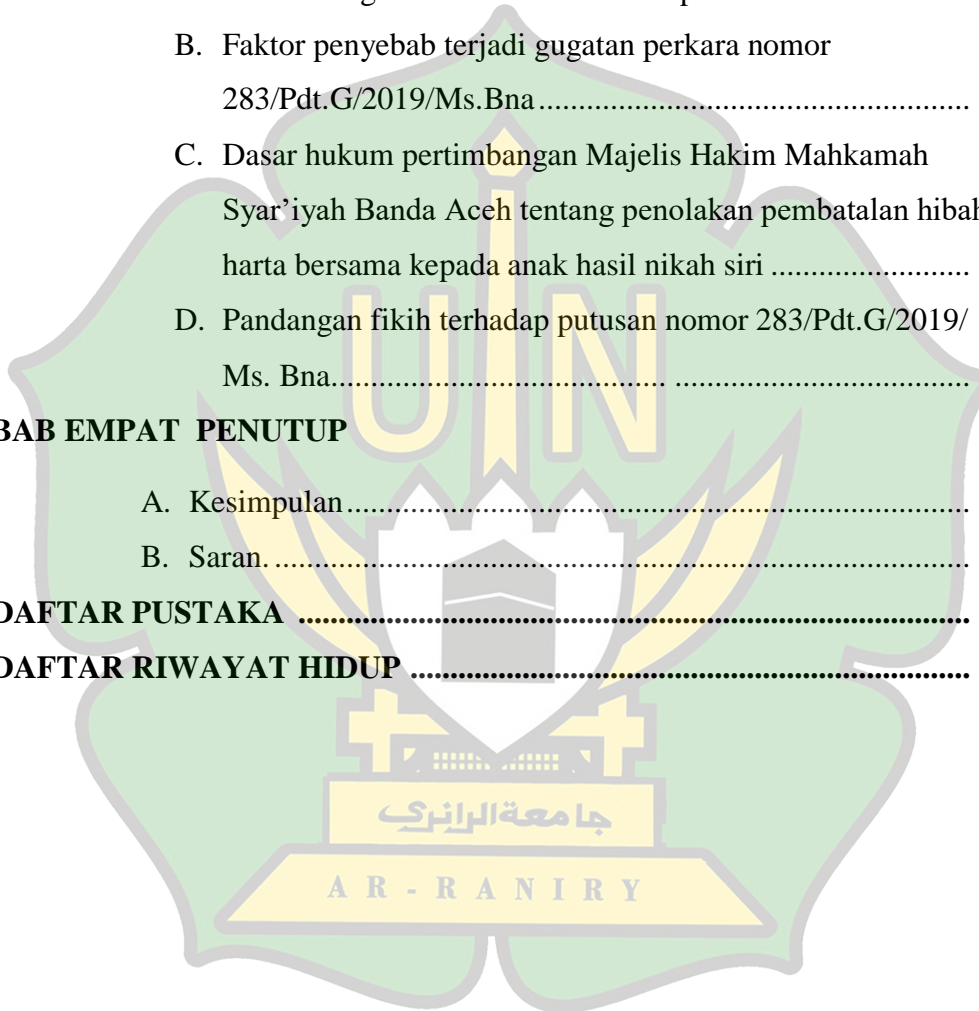 B. Faktor penyebab terjadi gugatan perkara nomor
283/Pdt.G/2019/Ms.Bna......................................................
C. Dasar hukum pertimbangan Majelis Hakim Mahkamah
Syar’iyah Banda Aceh tentang penolakan pembatalan hibah
harta bersama kepada anak hasil nikah siri .........................
D. Pandangan fikih terhadap putusan nomor 283/Pdt.G/2019/
Ms. Bna.......................................... .....................................
BAB EMPAT PENUTUP
A. Kesimpulan..............................................................................
B. Saran. .......................................................................................
DAFTAR PUSTAKA .....................................................................................
DAFTAR RIWAYAT HIDUP .......................................................................
UIN
جامعة الرانري
AR-RANIRY